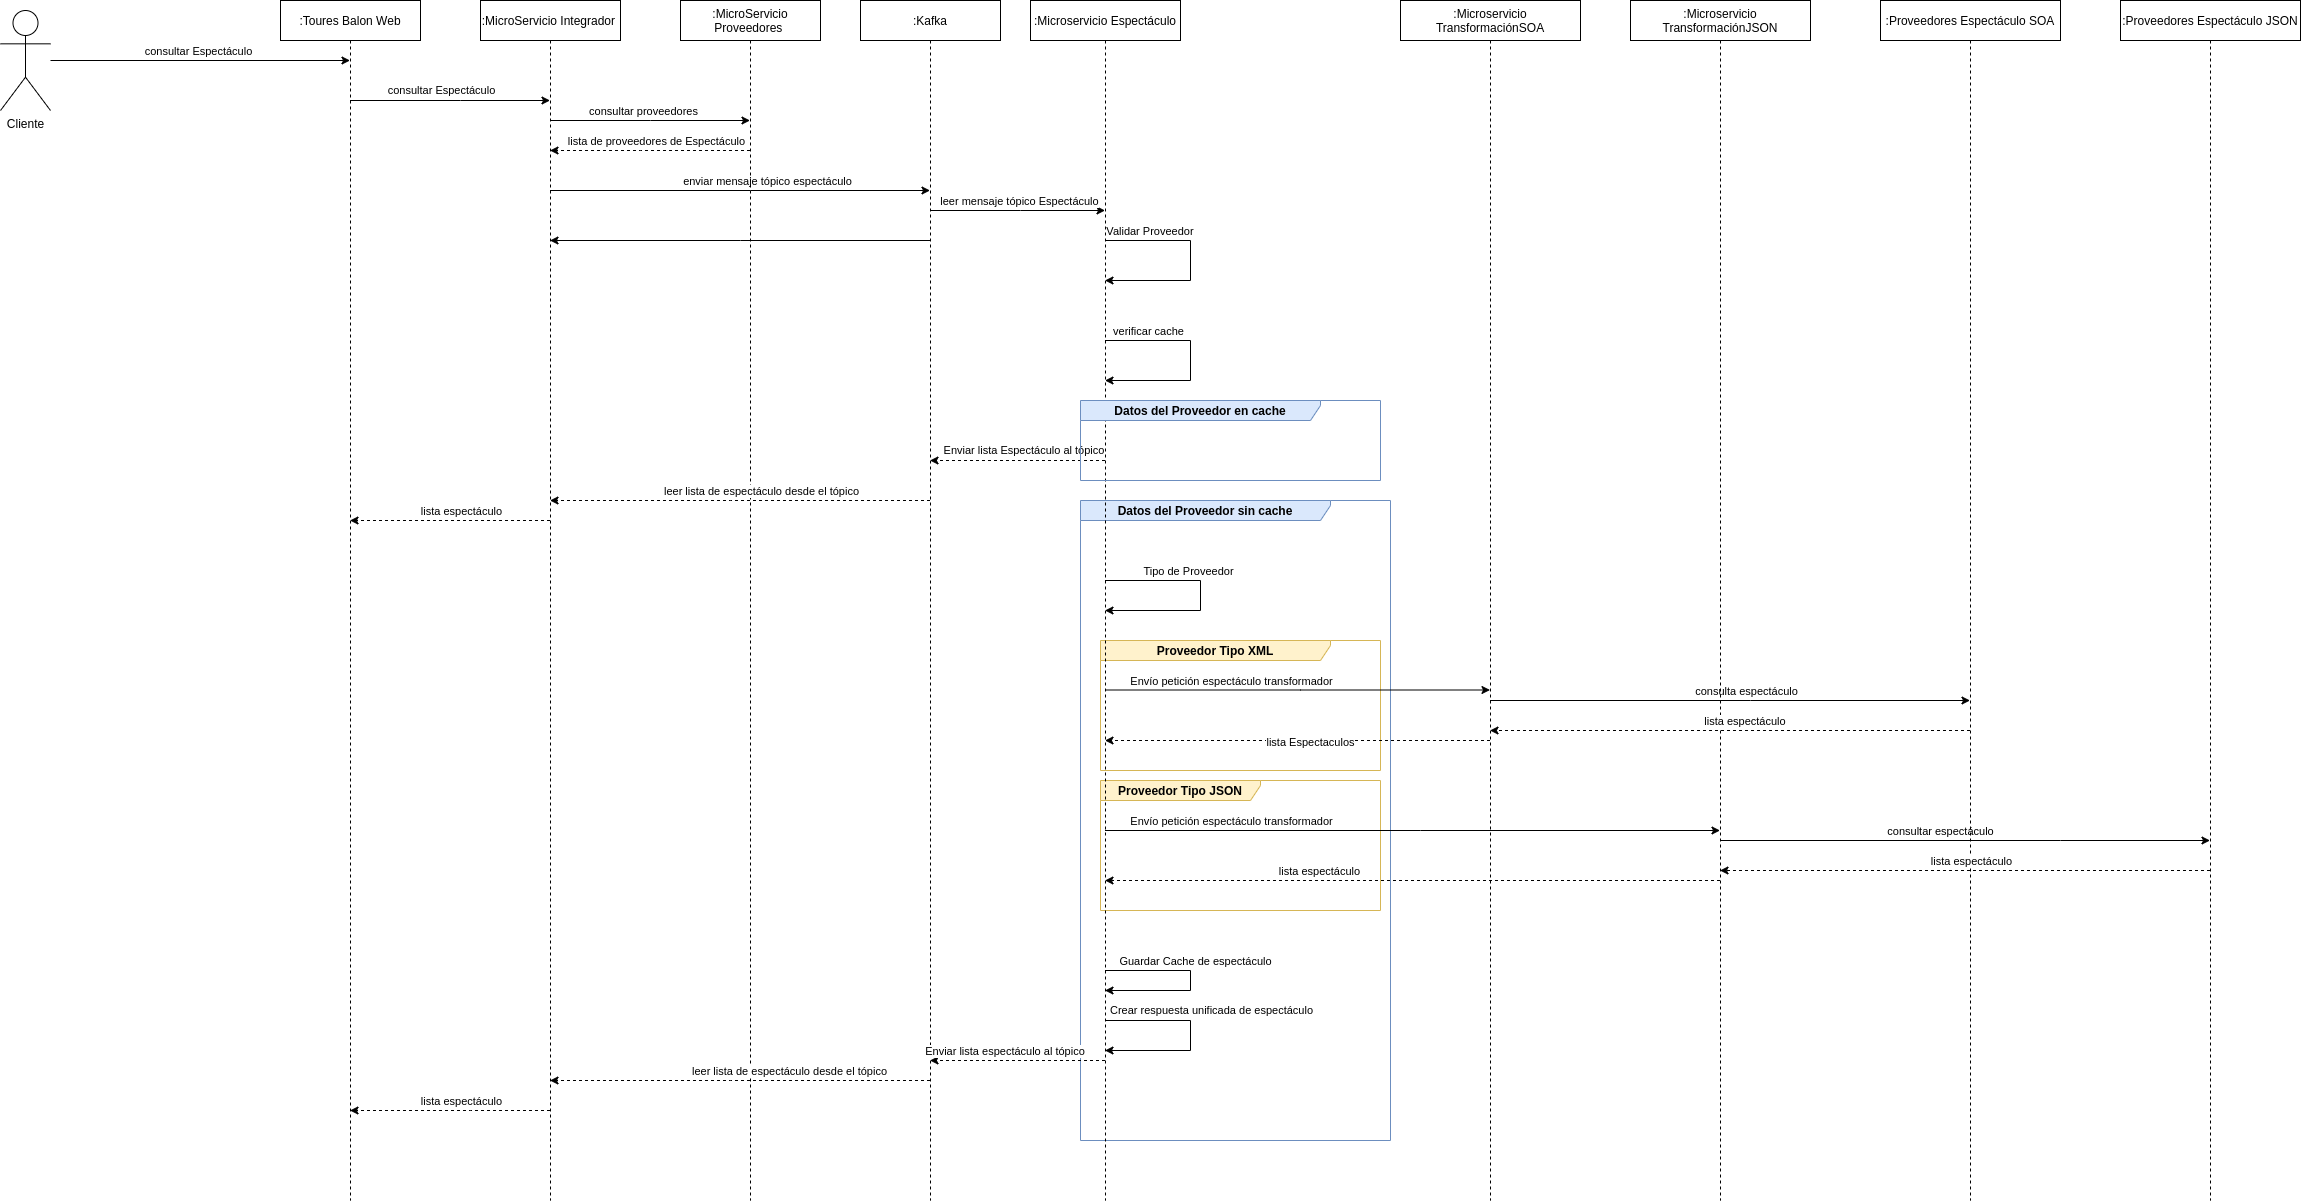 :Toures Balon Web
:MicroServicio Integrador
:MicroServicio
Proveedores
:Kafka
:Microservicio Espectáculo
:Microservicio
TransformaciónSOA
:Microservicio
TransformaciónJSON
:Proveedores Espectáculo SOA
:Proveedores Espectáculo JSON
consultar Espectáculo
Cliente
consultar Espectáculo
consultar proveedores
lista de proveedores de Espectáculo
enviar mensaje tópico espectáculo
leer mensaje tópico Espectáculo
Validar Proveedor
verificar cache
Datos del Proveedor en cache
Enviar lista Espectáculo al tópico
leer lista de espectáculo desde el tópico
lista espectáculo
Datos del Proveedor sin cache
Tipo de Proveedor
Proveedor Tipo XML
Envío petición espectáculo transformador
consulta espectáculo
lista espectáculo
lista Espectaculos
Proveedor Tipo JSON
Envío petición espectáculo transformador
consultar espectáculo
lista espectáculo
lista espectáculo
Guardar Cache de espectáculo
Crear respuesta unificada de espectáculo
Enviar lista espectáculo al tópico
leer lista de espectáculo desde el tópico
lista espectáculo